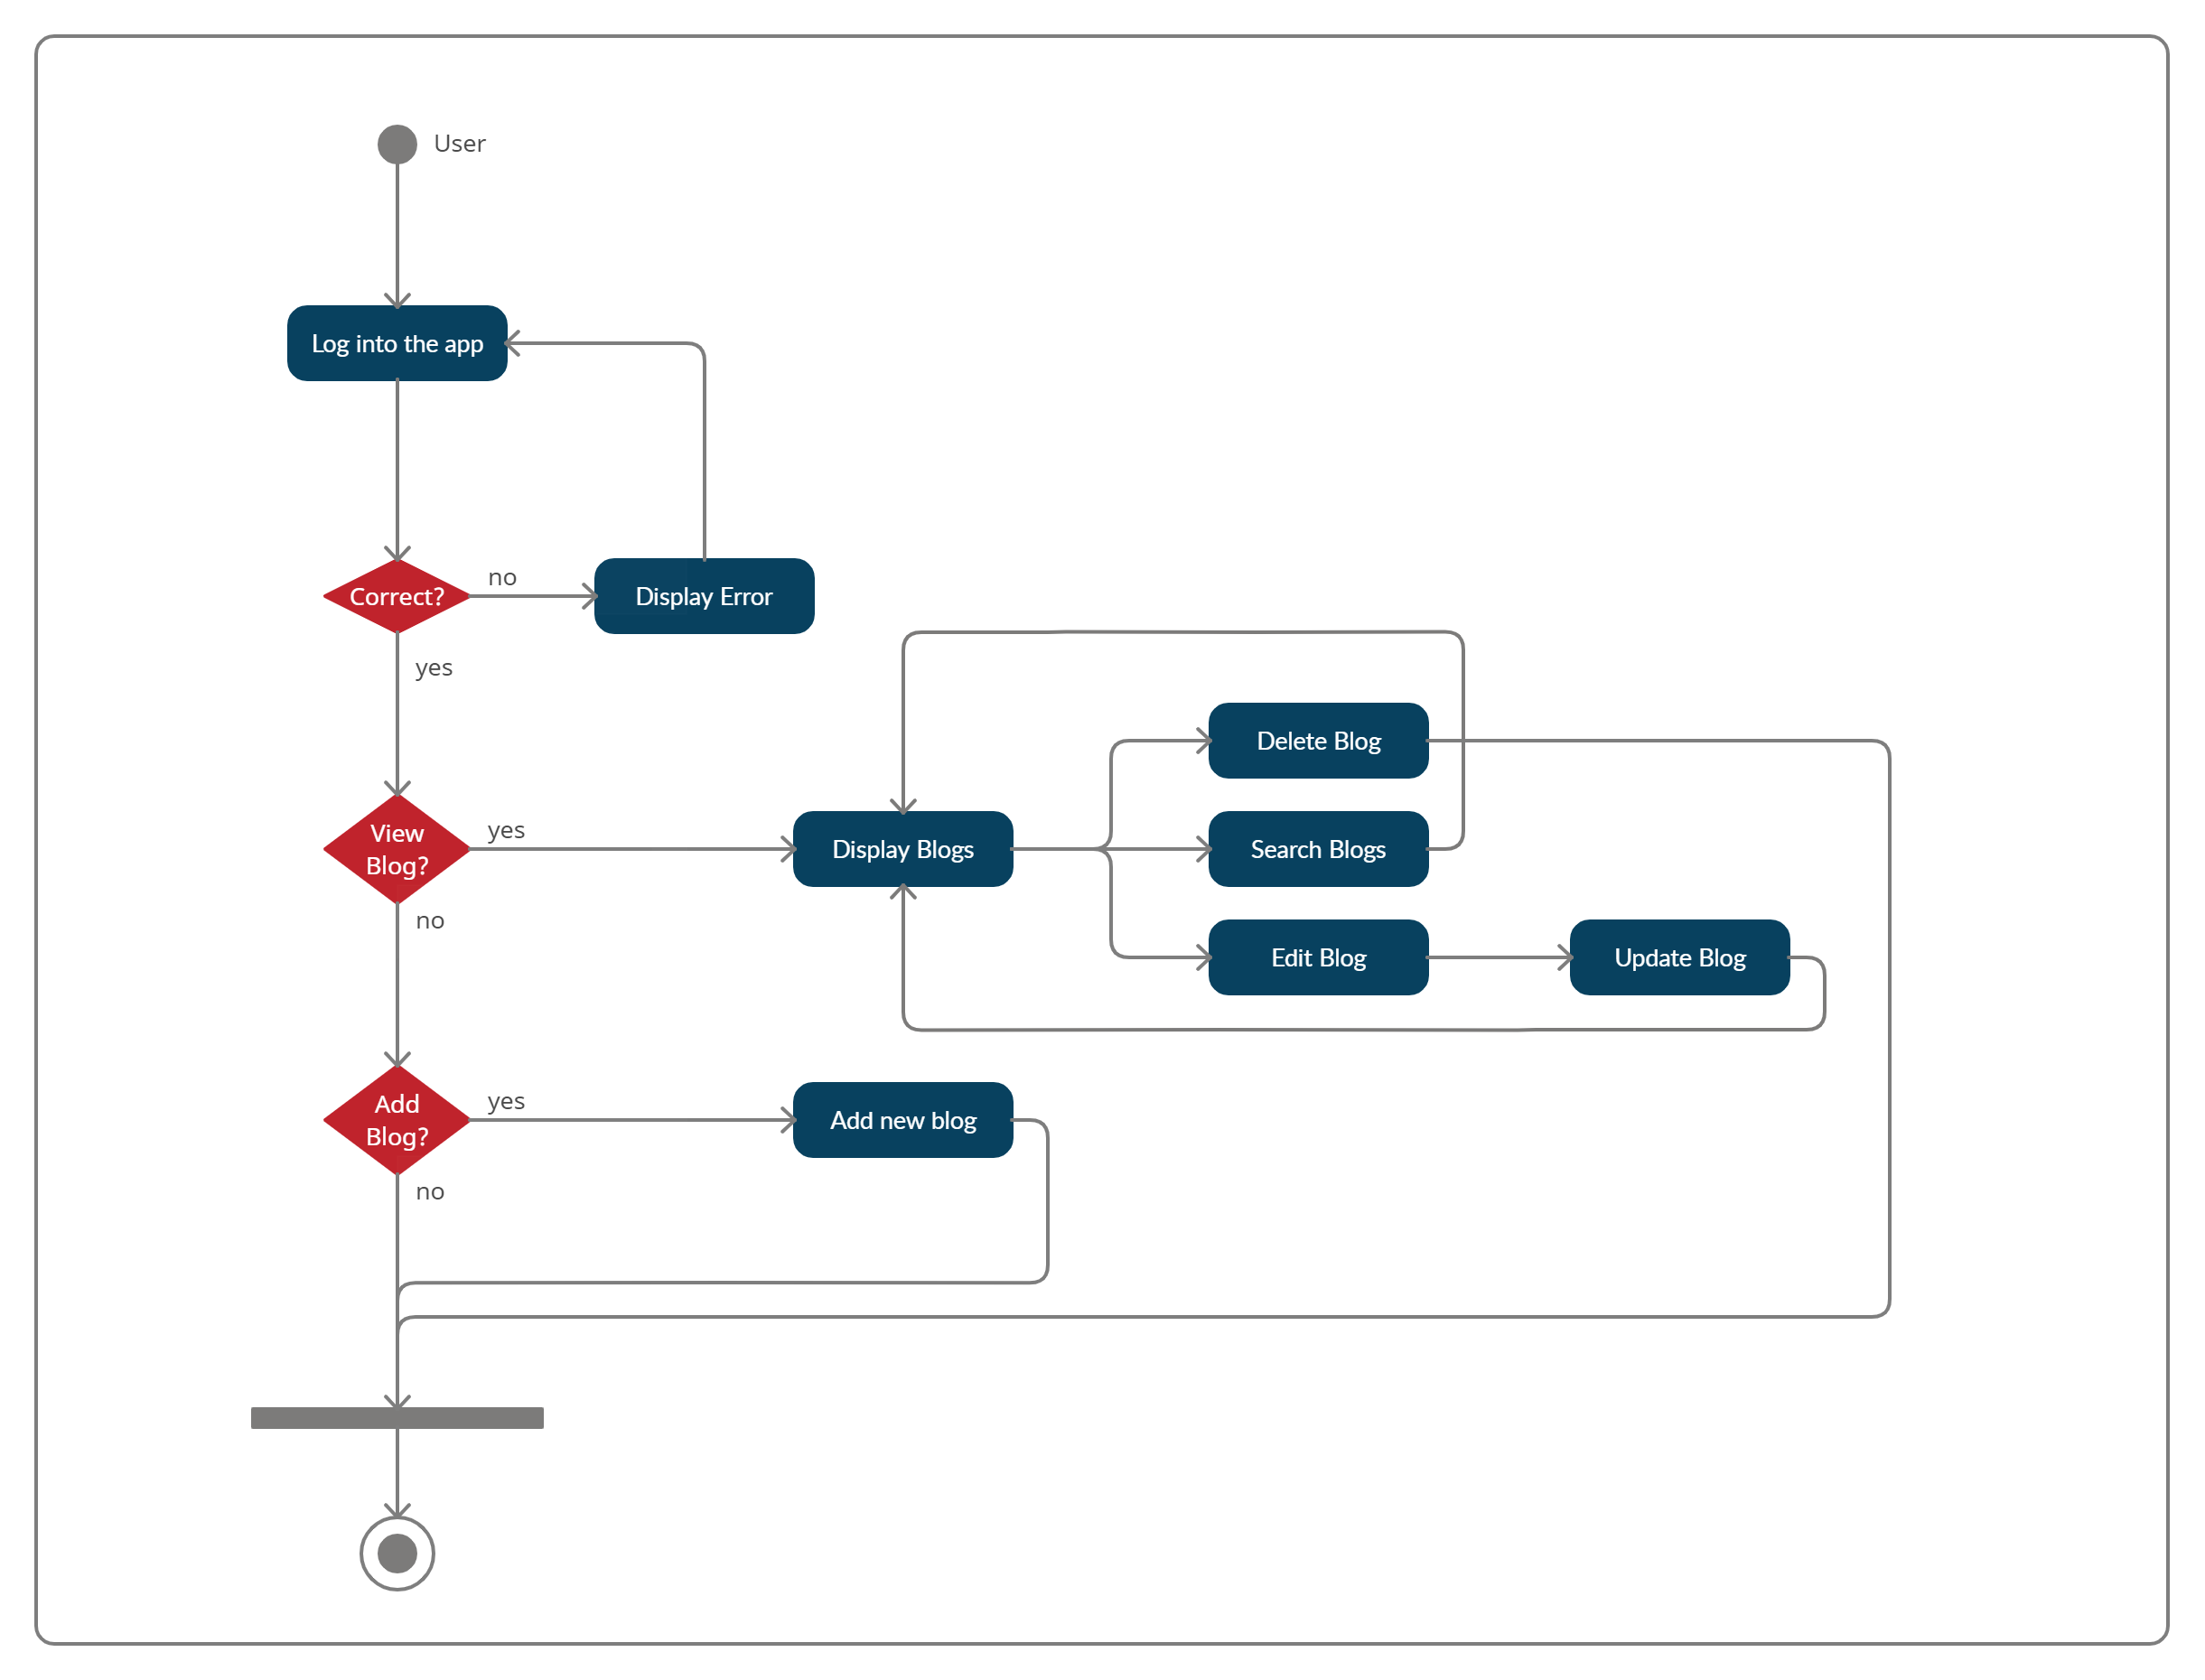 User
Log into the app
Correct?
no
Display Error
yes
Delete Blog
View
Blog?
yes
Display Blogs
Search Blogs
no
Edit Blog
Update Blog
Add
Blog?
yes
Add new blog
no